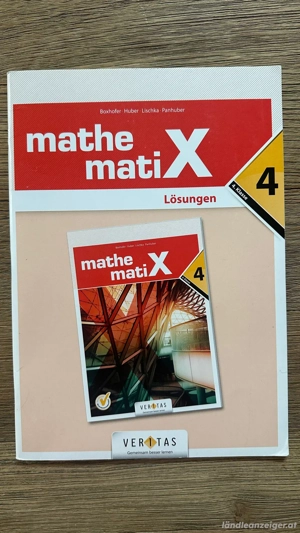 Boxhofer Huber Lischka Panhuber
mathe
matiX
Lösungen
4. Klasse
4
mathe
matiX
4
VERITAS
VERITAS
Gemeinsam besser lernen
ländleanzeiger.at